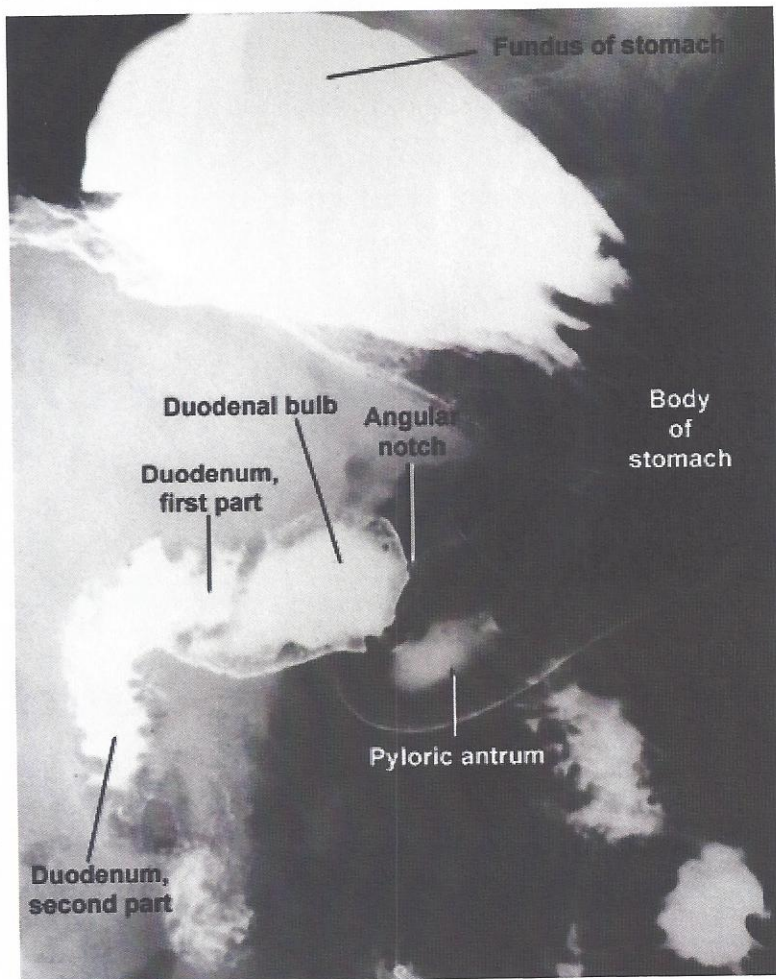 Fundus of stomach
Duodenal bulb
Angular
notch
Body
of
stomach
Duodenum,
first part
Pyloric antrum
Duodenum,
second part